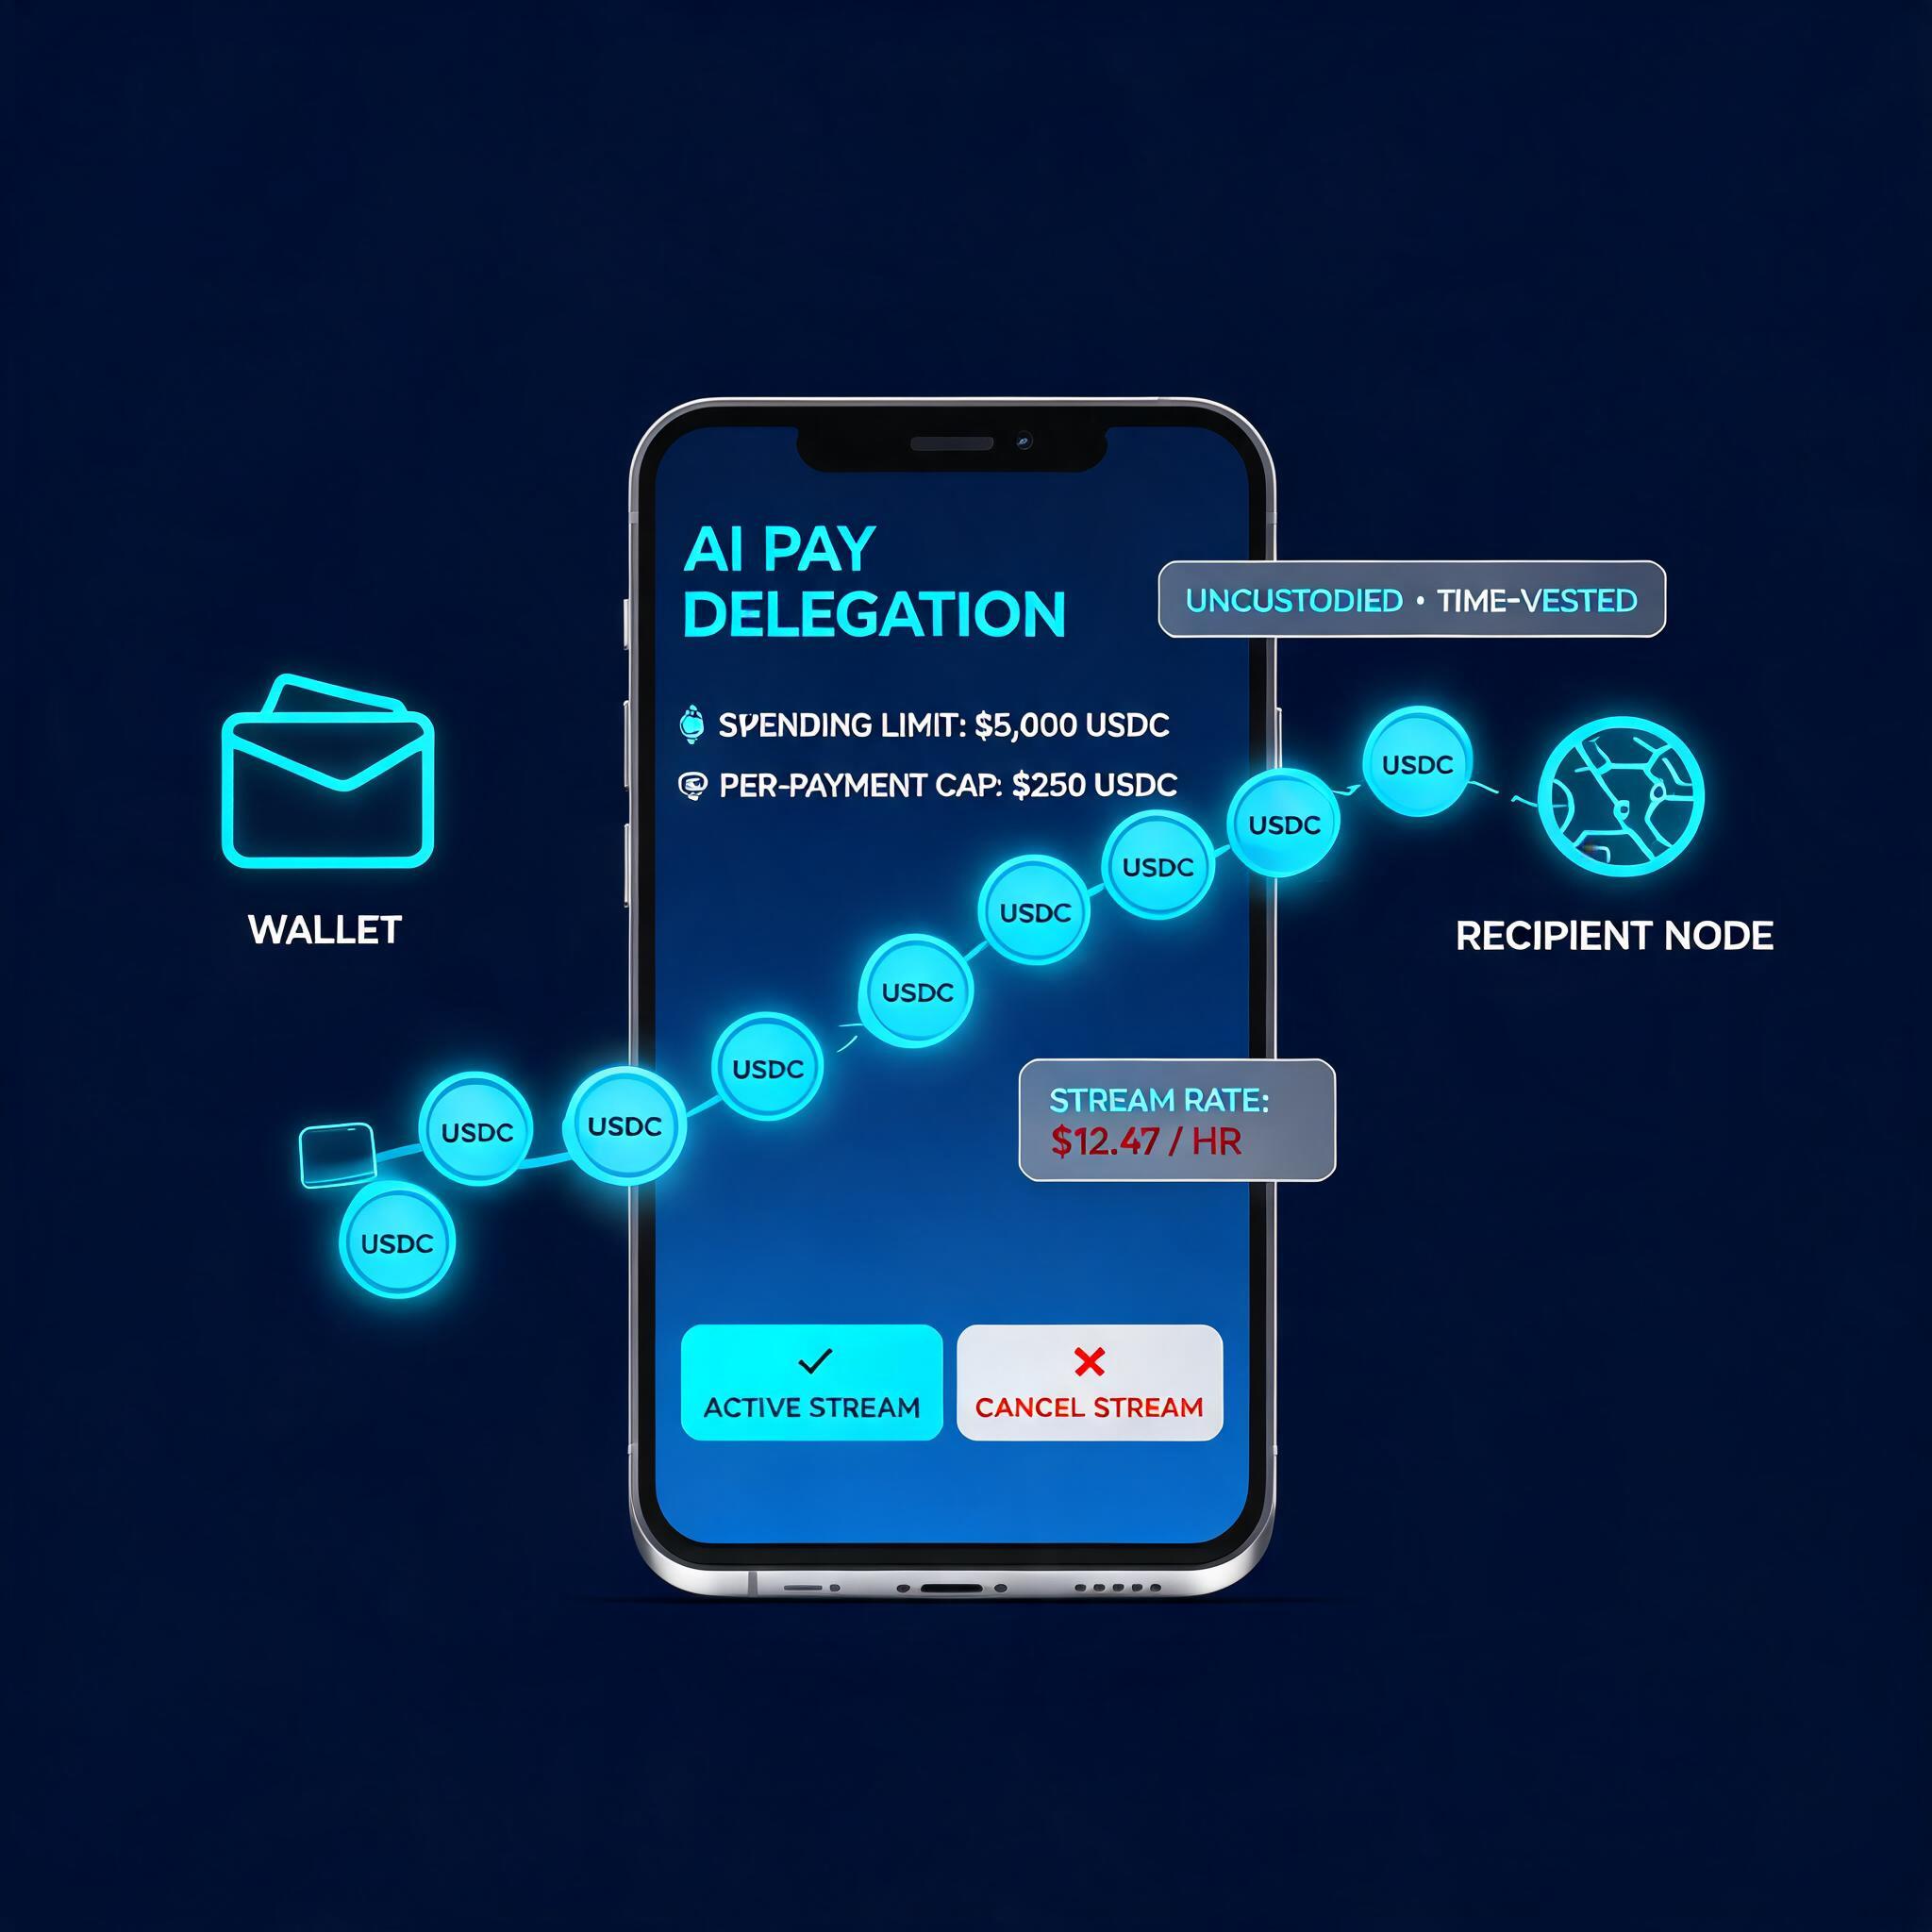 AI PAY
DELEGATION
UNCUSTODIED • TIME-VESTED
SPENDING LIMIT: $5,000 USDC
PER-PAYMENT CAP: $250 USDC
USDC
USDC
USDC
USDC
WALLET
RECIPIENT NODE
USDC
USDC
STREAM RATE:
$12.47 / HR
USDC
USDC
USDC
ACTIVE STREAM
CANCEL STREAM